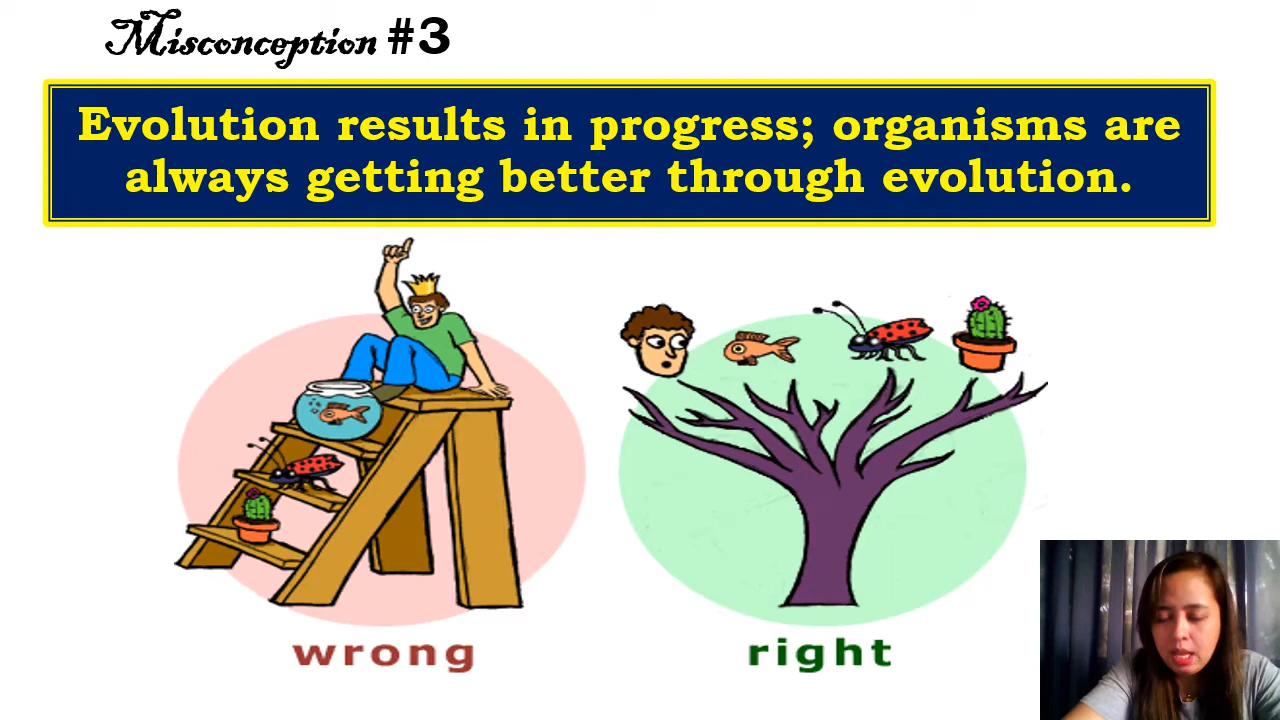 Misconception #3
Evolution results in progress; organisms are
always getting better through evolution.
wrong
right